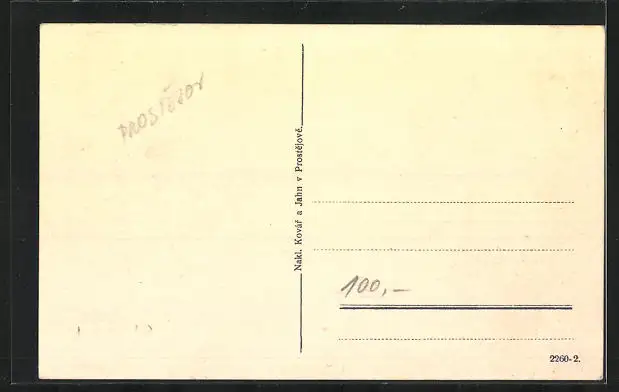 PROSTĚJOV
Nakl. Kovář a Jahn v Prostějově.
100,-
2260-2.